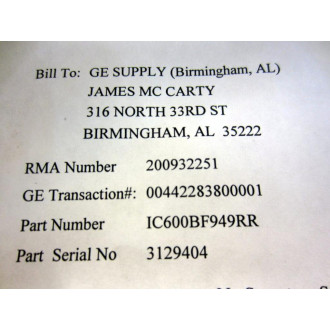 Bill To: GE SUPPLY (Birmingham, AL)
JAMES MC CARTY
316 NORTH 33RD ST
BIRMINGHAM, AL 35222
RMA Number 200932251
GE Transaction#: 00442283800001
Part Number IC600BF949RR
Part Serial No 3129404